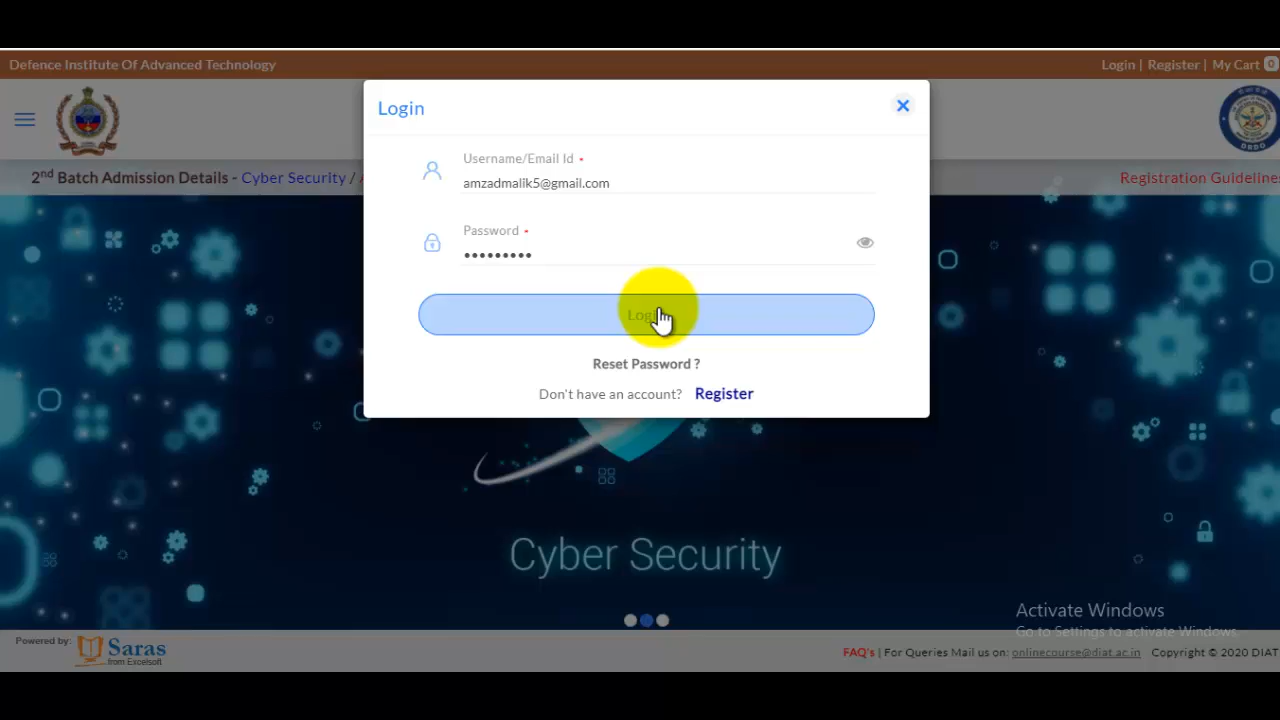 Defence Institute Of Advanced Technology
Login | Register | My Cart 0
Login
2nd Batch Admission Details - Cyber Security /
Registration Guidelines
Username/Email Id •
amzadmalik5@gmail.com
Password •
•••••••••
Login
Reset Password ?
Don't have an account? Register
Cyber Security
Activate Windows
Go to Settings to activate Windows.
Powered by: Saras
from Excelsoft
FAQ's | For Queries Mail us on: onlinecourse@diat.ac.in Copyright © 2020 DIAT